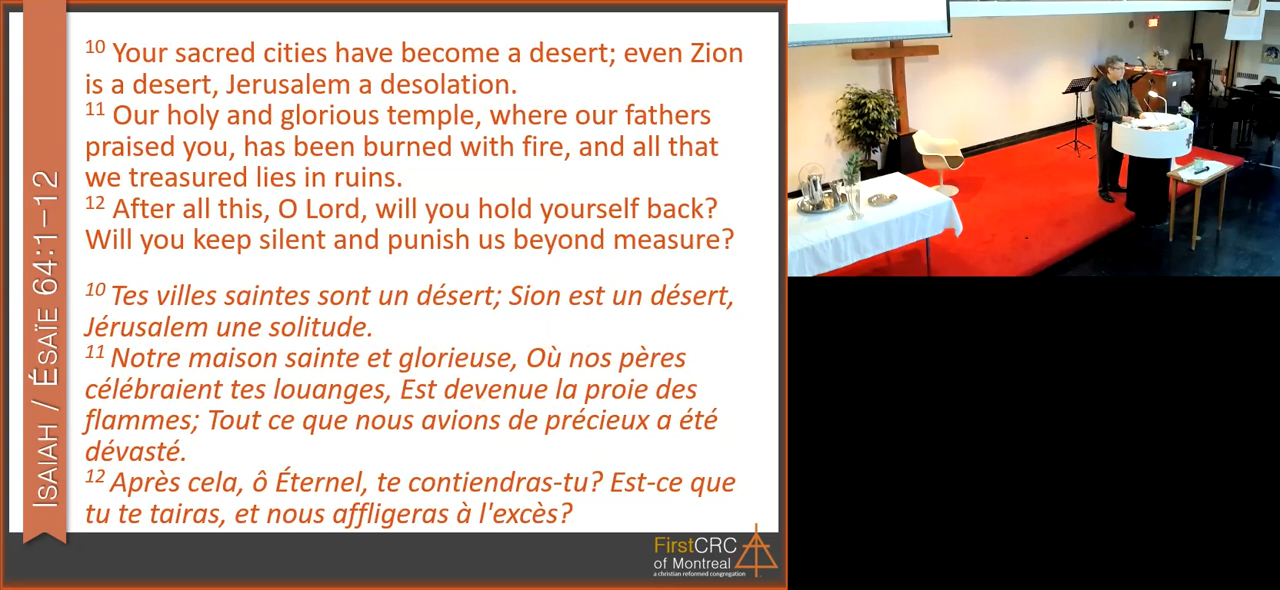 ISAIAH / ÉSAÏE 64:1–12
10 Your sacred cities have become a desert; even Zion
is a desert, Jerusalem a desolation.
11 Our holy and glorious temple, where our fathers
praised you, has been burned with fire, and all that
we treasured lies in ruins.
12 After all this, O Lord, will you hold yourself back?
Will you keep silent and punish us beyond measure?
10 Tes villes saintes sont un désert; Sion est un désert,
Jérusalem une solitude.
11 Notre maison sainte et glorieuse, Où nos pères
célébraient tes louanges, Est devenue la proie des
flammes; Tout ce que nous avions de précieux a été
dévasté.
12 Après cela, ô Éternel, te contiendras-tu? Est-ce que
tu te tairas, et nous affligeras à l'excès?
FirstCRC
of Montreal
a christian reformed congregation